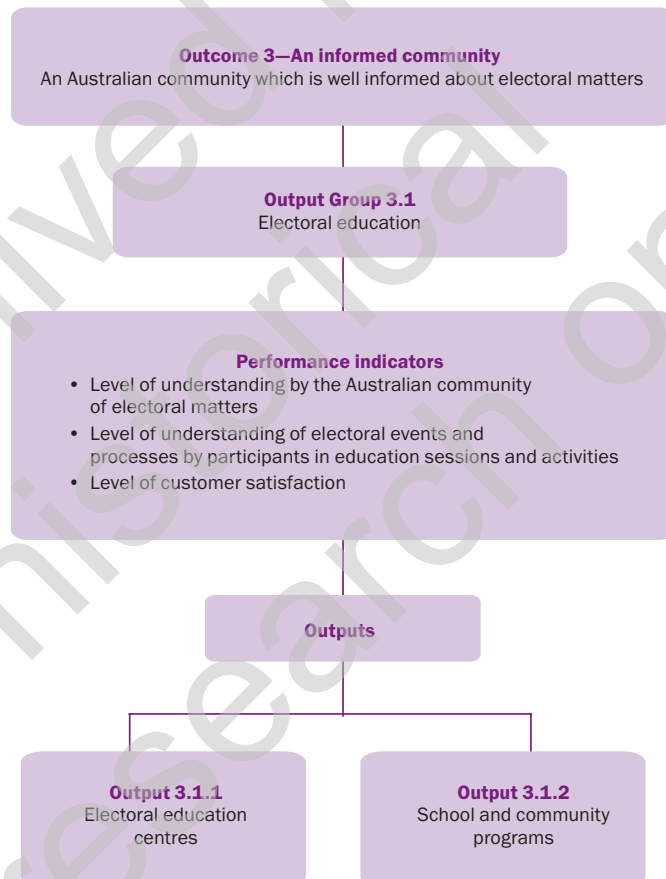 Outcome 3—An informed community
An Australian community which is well informed about electoral matters
Output Group 3.1
Electoral education
Performance indicators
• Level of understanding by the Australian community
of electoral matters
• Level of understanding of electoral events and
processes by participants in education sessions and activities
• Level of customer satisfaction
Outputs
Output 3.1.1
Electoral education
centres
Output 3.1.2
School and community
programs
historical
research